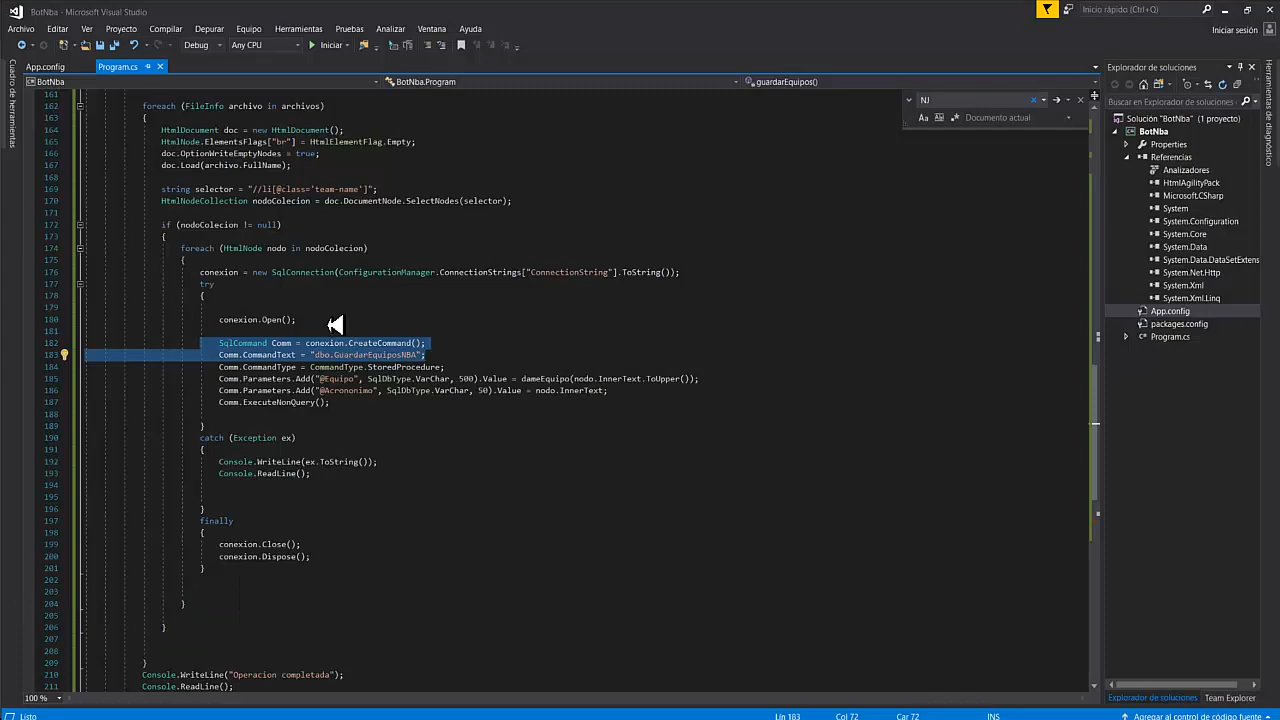 BotNba - Microsoft Visual Studio
Inicio rápido (Ctrl+Q)
Archivo Editar Ver Proyecto Compilar Depurar Equipo Herramientas Pruebas Analizar Ventana Ayuda
Iniciar sesión
Debug Any CPU Iniciar
App.config Program.cs
Explorador de soluciones
BotNba BotNba.Program guardarEquipos()
Cuadro de herramientas
Herramientas de diagnóstico
NJ
Aa Documento actual
Buscar en Explorador de soluciones
Solución "BotNba" (1 proyecto)
BotNba
Properties
Referencias
Analizadores
HtmlAgilityPack
Microsoft.CSharp
System
System.Configuration
System.Core
System.Data
System.Data.DataSetExtens
System.Net.Http
System.Xml
System.Xml.Linq
App.config
packages.config
Program.cs
161
162 foreach (FileInfo archivo in archivos)
163 {
164 HtmlDocument doc = new HtmlDocument();
165 HtmlNode.ElementsFlags["br"] = HtmlElementFlag.Empty;
166 doc.OptionWriteEmptyNodes = true;
167 doc.Load(archivo.FullName);
168
169 string selector = "//li[@class='team-name']";
170 HtmlNodeCollection nodoColecion = doc.DocumentNode.SelectNodes(selector);
171
172 if (nodoColecion != null)
173 {
174 foreach (HtmlNode nodo in nodoColecion)
175 {
176 conexion = new SqlConnection(ConfigurationManager.ConnectionStrings["ConnectionString"].ToString());
177 try
178 {
179
180 conexion.Open();
181
182 SqlCommand Comm = conexion.CreateCommand();
183 Comm.CommandText = "dbo.GuardarEquiposNBA";
184 Comm.CommandType = CommandType.StoredProcedure;
185 Comm.Parameters.Add("@Equipo", SqlDbType.VarChar, 500).Value = dameEquipo(nodo.InnerText.ToUpper());
186 Comm.Parameters.Add("@Acrononimo", SqlDbType.VarChar, 50).Value = nodo.InnerText;
187 Comm.ExecuteNonQuery();
188
189 }
190 catch (Exception ex)
191 {
192 Console.WriteLine(ex.ToString());
193 Console.ReadLine();
194
195
196 }
197 finally
198 {
199 conexion.Close();
200 conexion.Dispose();
201 }
202
203
204 }
205
206 }
207
208
209 }
210 Console.WriteLine("Operacion completada");
211 Console.ReadLine();
100 %
Explorador de soluciones Team Explorer
Listo Lín 183 Col 72 Car 72 INS Agregar al control de código fuente